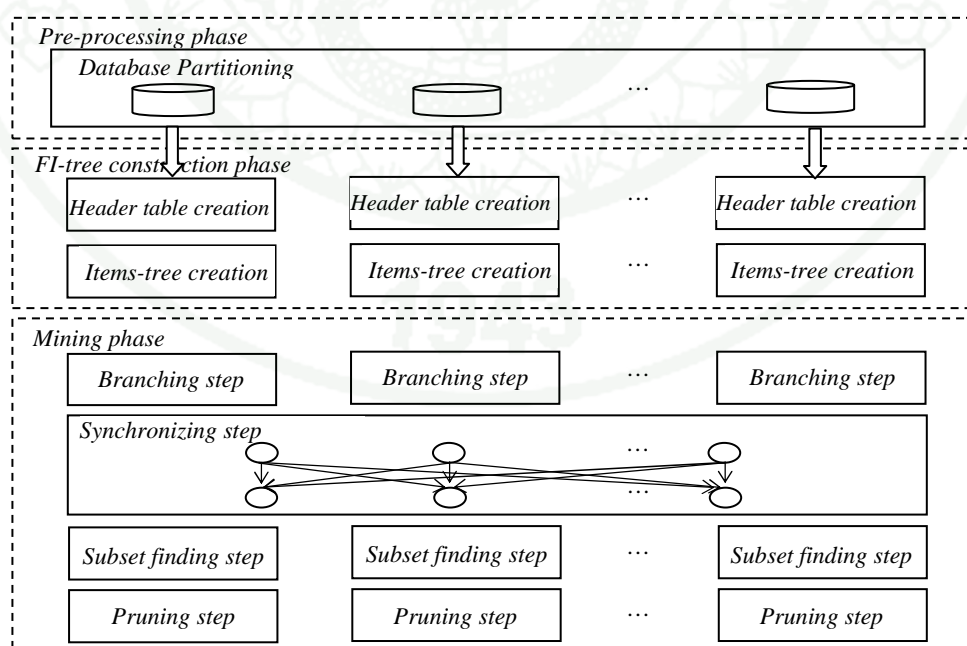 Pre-processing phase
Database Partitioning
...
FI-tree construction phase
Header table creation Header table creation ... Header table creation
Items-tree creation Items-tree creation ... Items-tree creation
1943
Mining phase
Branching step Branching step ... Branching step
Synchronizing step
...
...
Subset finding step Subset finding step ... Subset finding step
Pruning step Pruning step ... Pruning step